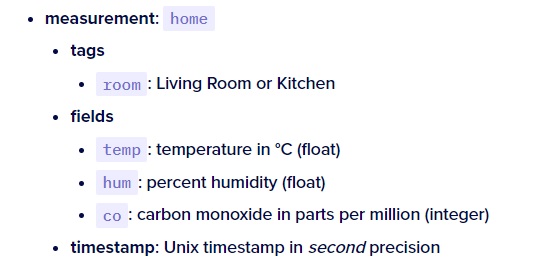 measurement: home
tags
room : Living Room or Kitchen
fields
temp : temperature in °C (float)
hum : percent humidity (float)
co : carbon monoxide in parts per million (integer)
timestamp: Unix timestamp in second precision